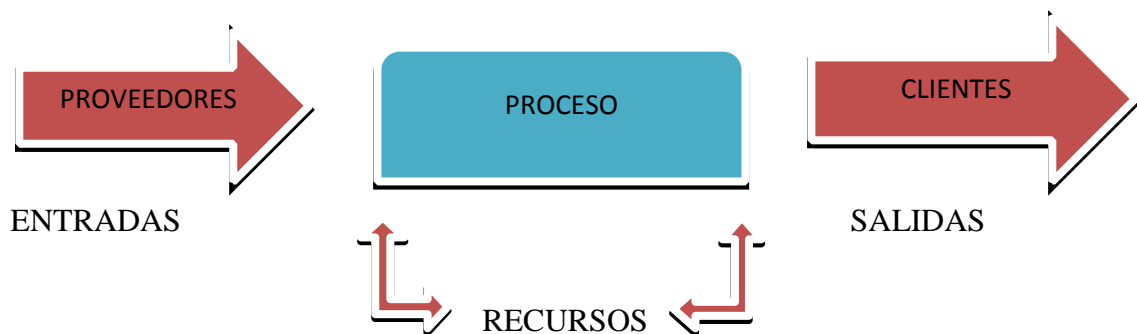 PROVEEDORES
PROCESO
CLIENTES
ENTRADAS
SALIDAS
RECURSOS